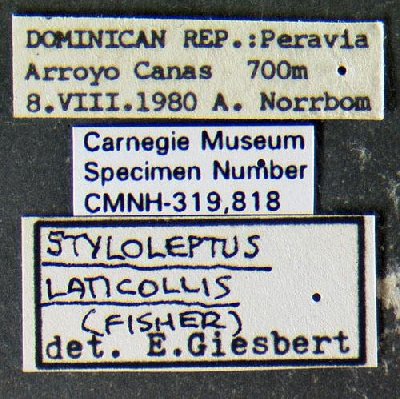 DOMINICAN REP.:Peravia
Arroyo Canas 700m
8.VIII.1980 A. Norrbom
Carnegie Museum
Specimen Number
CMNH-319,818
STYLOLEPTUS
LATICOLLIS
(FISHER)
det. E.Giesbert